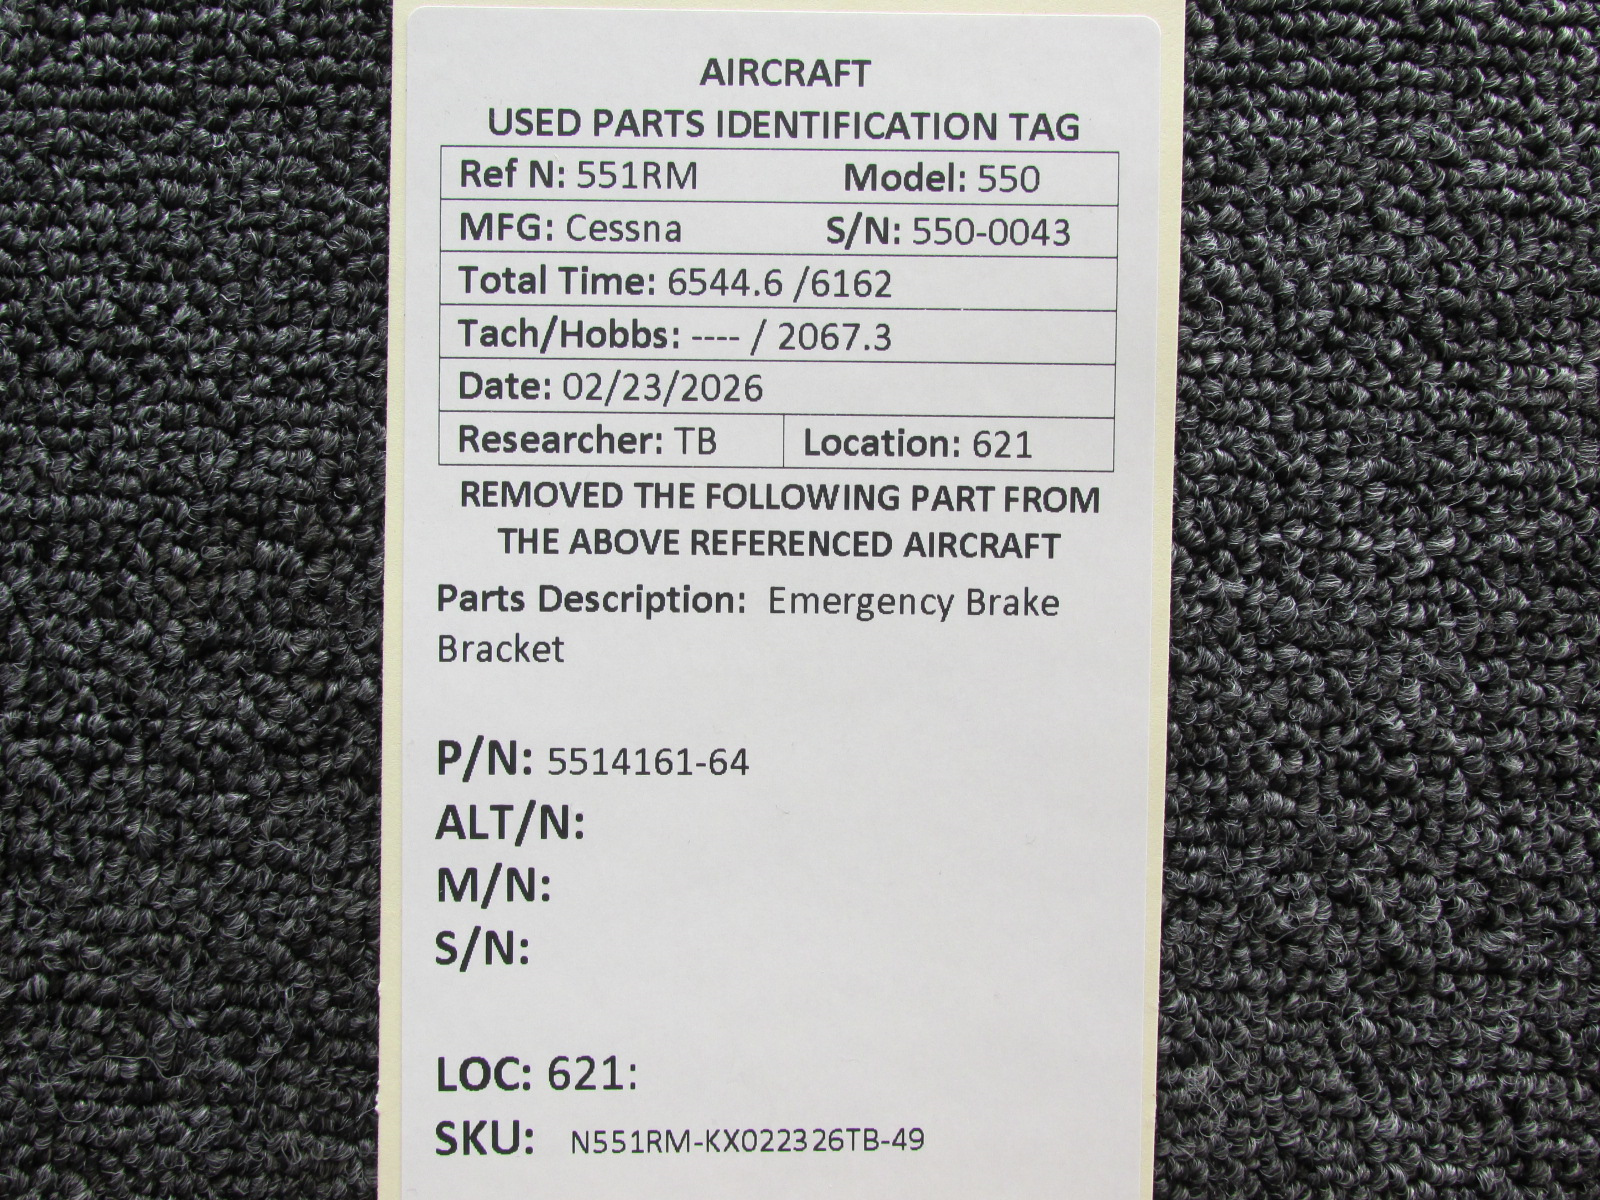 AIRCRAFT
USED PARTS IDENTIFICATION TAG
Ref N: 551RM Model: 550
MFG: Cessna S/N: 550-0043
Total Time: 6544.6 /6162
Tach/Hobbs: ---- / 2067.3
Date: 02/23/2026
Researcher: TB Location: 621
REMOVED THE FOLLOWING PART FROM
THE ABOVE REFERENCED AIRCRAFT
Parts Description: Emergency Brake
Bracket
P/N: 5514161-64
ALT/N:
M/N:
S/N:
LOC: 621:
SKU: N551RM-KX022326TB-49